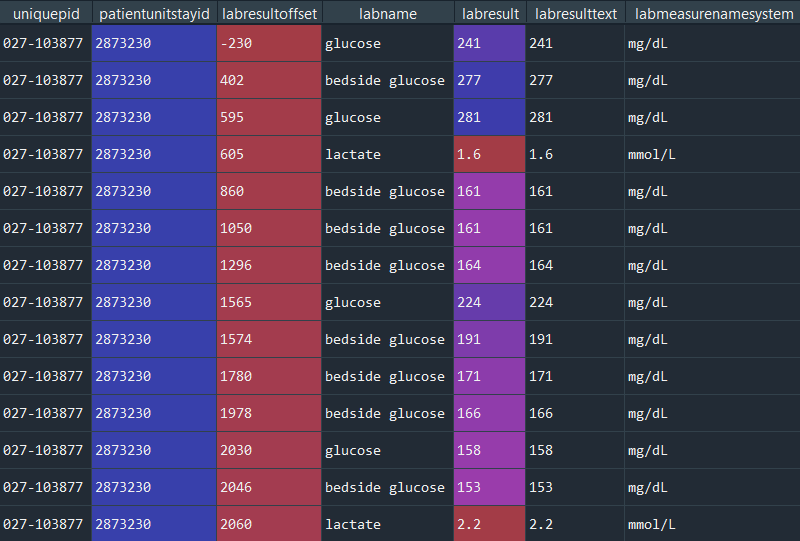 uniquepid patientunitstayid labresultoffset labname labresult labresulttext labmeasurenamesystem
027-103877 2873230 -230 glucose 241 241 mg/dL
027-103877 2873230 402 bedside glucose 277 277 mg/dL
027-103877 2873230 595 glucose 281 281 mg/dL
027-103877 2873230 605 lactate 1.6 1.6 mmol/L
027-103877 2873230 860 bedside glucose 161 161 mg/dL
027-103877 2873230 1050 bedside glucose 161 161 mg/dL
027-103877 2873230 1296 bedside glucose 164 164 mg/dL
027-103877 2873230 1565 glucose 224 224 mg/dL
027-103877 2873230 1574 bedside glucose 191 191 mg/dL
027-103877 2873230 1780 bedside glucose 171 171 mg/dL
027-103877 2873230 1978 bedside glucose 166 166 mg/dL
027-103877 2873230 2030 glucose 158 158 mg/dL
027-103877 2873230 2046 bedside glucose 153 153 mg/dL
027-103877 2873230 2060 lactate 2.2 2.2 mmol/L